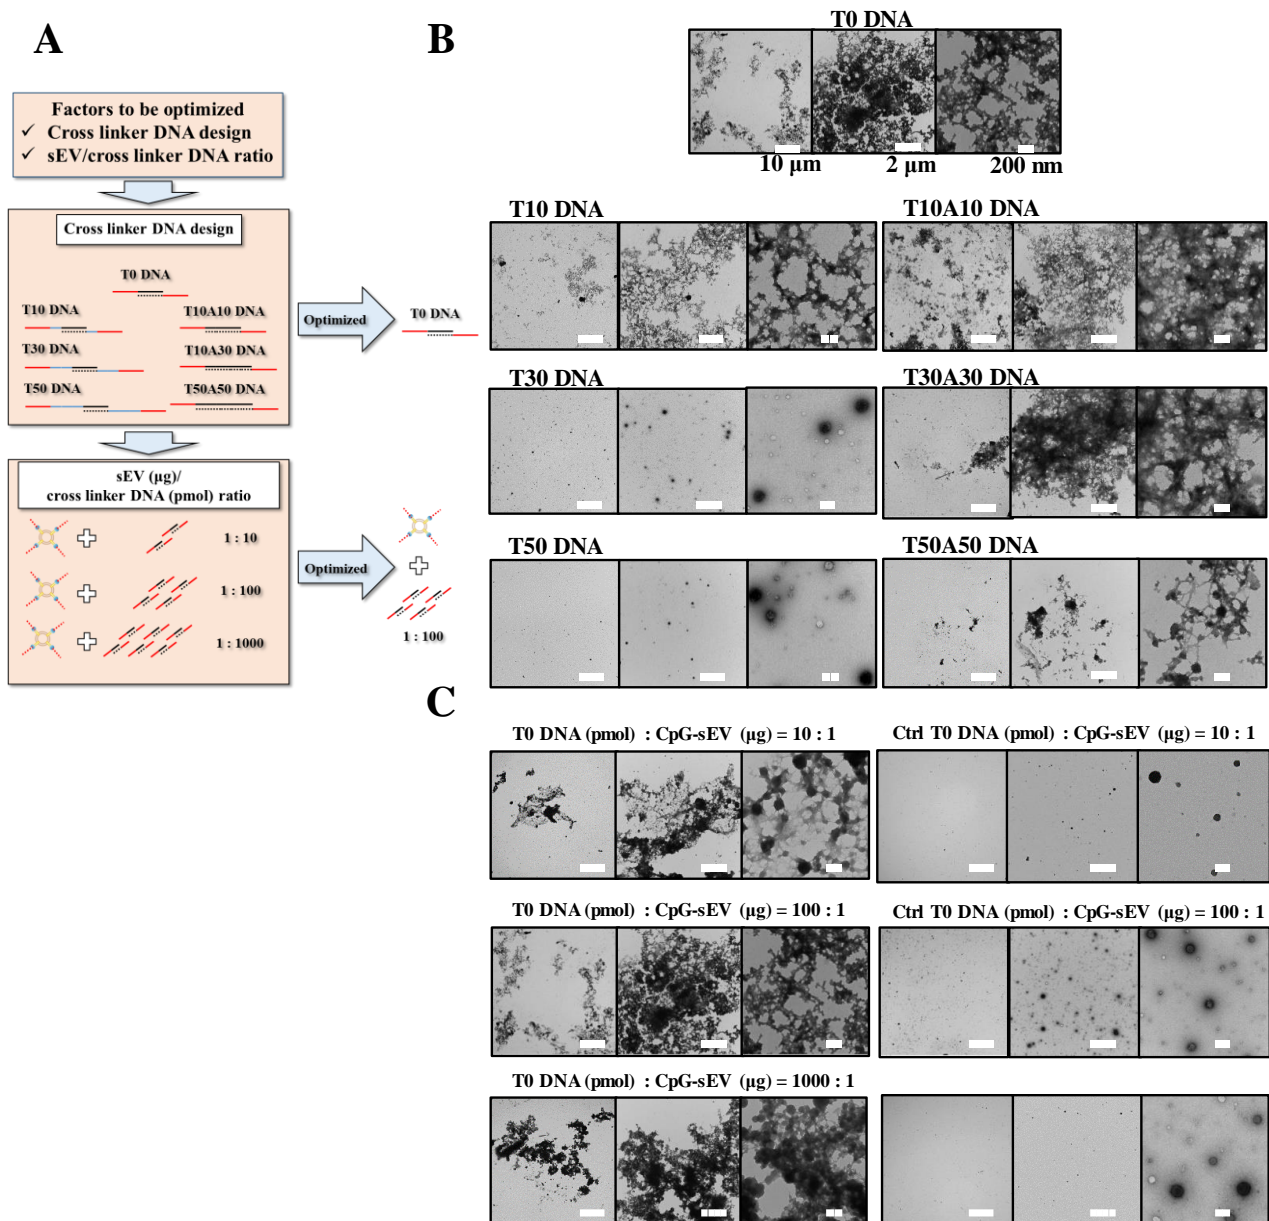 A
Factors to be optimized
✓ Cross linker DNA design
✓ sEV/cross linker DNA ratio
Cross linker DNA design
T0 DNA
T10 DNA
T10A10 DNA
T30 DNA
T10A30 DNA
T50 DNA
T50A50 DNA
Optimized
T0 DNA
sEV (μg)/
cross linker DNA (pmol) ratio
1 : 10
1 : 100
1 : 1000
Optimized
1 : 100
B
T0 DNA
10 μm
2 μm
200 nm
T10 DNA
T10A10 DNA
T30 DNA
T30A30 DNA
T50 DNA
T50A50 DNA
C
T0 DNA (pmol) : CpG-sEV (μg) = 10 : 1
Ctrl T0 DNA (pmol) : CpG-sEV (μg) = 10 : 1
T0 DNA (pmol) : CpG-sEV (μg) = 100 : 1
Ctrl T0 DNA (pmol) : CpG-sEV (μg) = 100 : 1
T0 DNA (pmol) : CpG-sEV (μg) = 1000 : 1